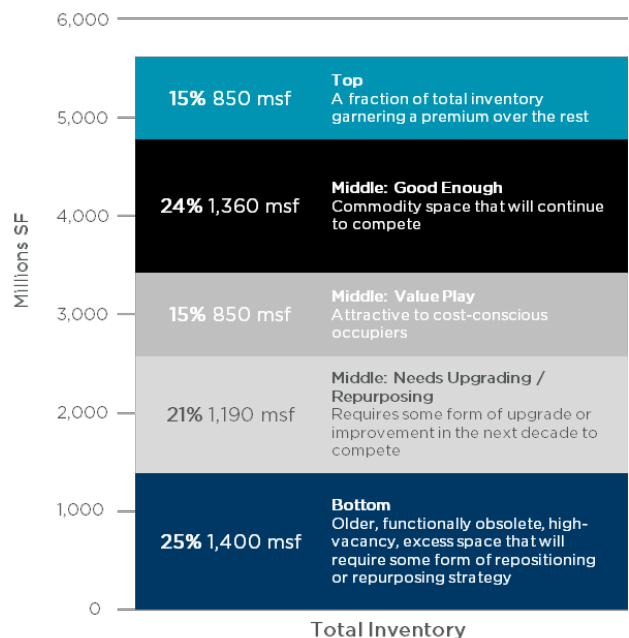 6,000
5,000
4,000
3,000
2,000
1,000
0
Millions SF
15% 850 msf
Top
A fraction of total inventory
garnering a premium over the rest
24% 1,360 msf
Middle: Good Enough
Commodity space that will continue
to compete
15% 850 msf
Middle: Value Play
Attractive to cost-conscious
occupiers
21% 1,190 msf
Middle: Needs Upgrading /
Repurposing
Requires some form of upgrade or
improvement in the next decade to
compete
25% 1,400 msf
Bottom
Older, functionally obsolete, high-
vacancy, excess space that will
require some form of repositioning
or repurposing strategy
Total Inventory